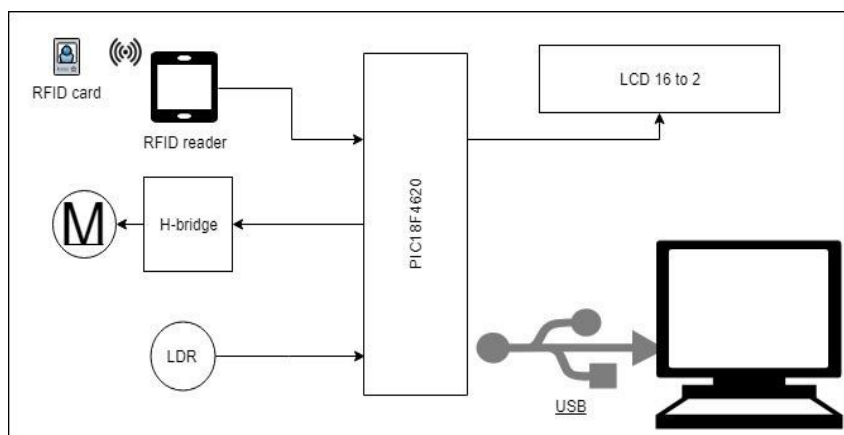 RFID card
RFID reader
LCD 16 to 2
PIC18F4620
M
H-bridge
LDR
USB